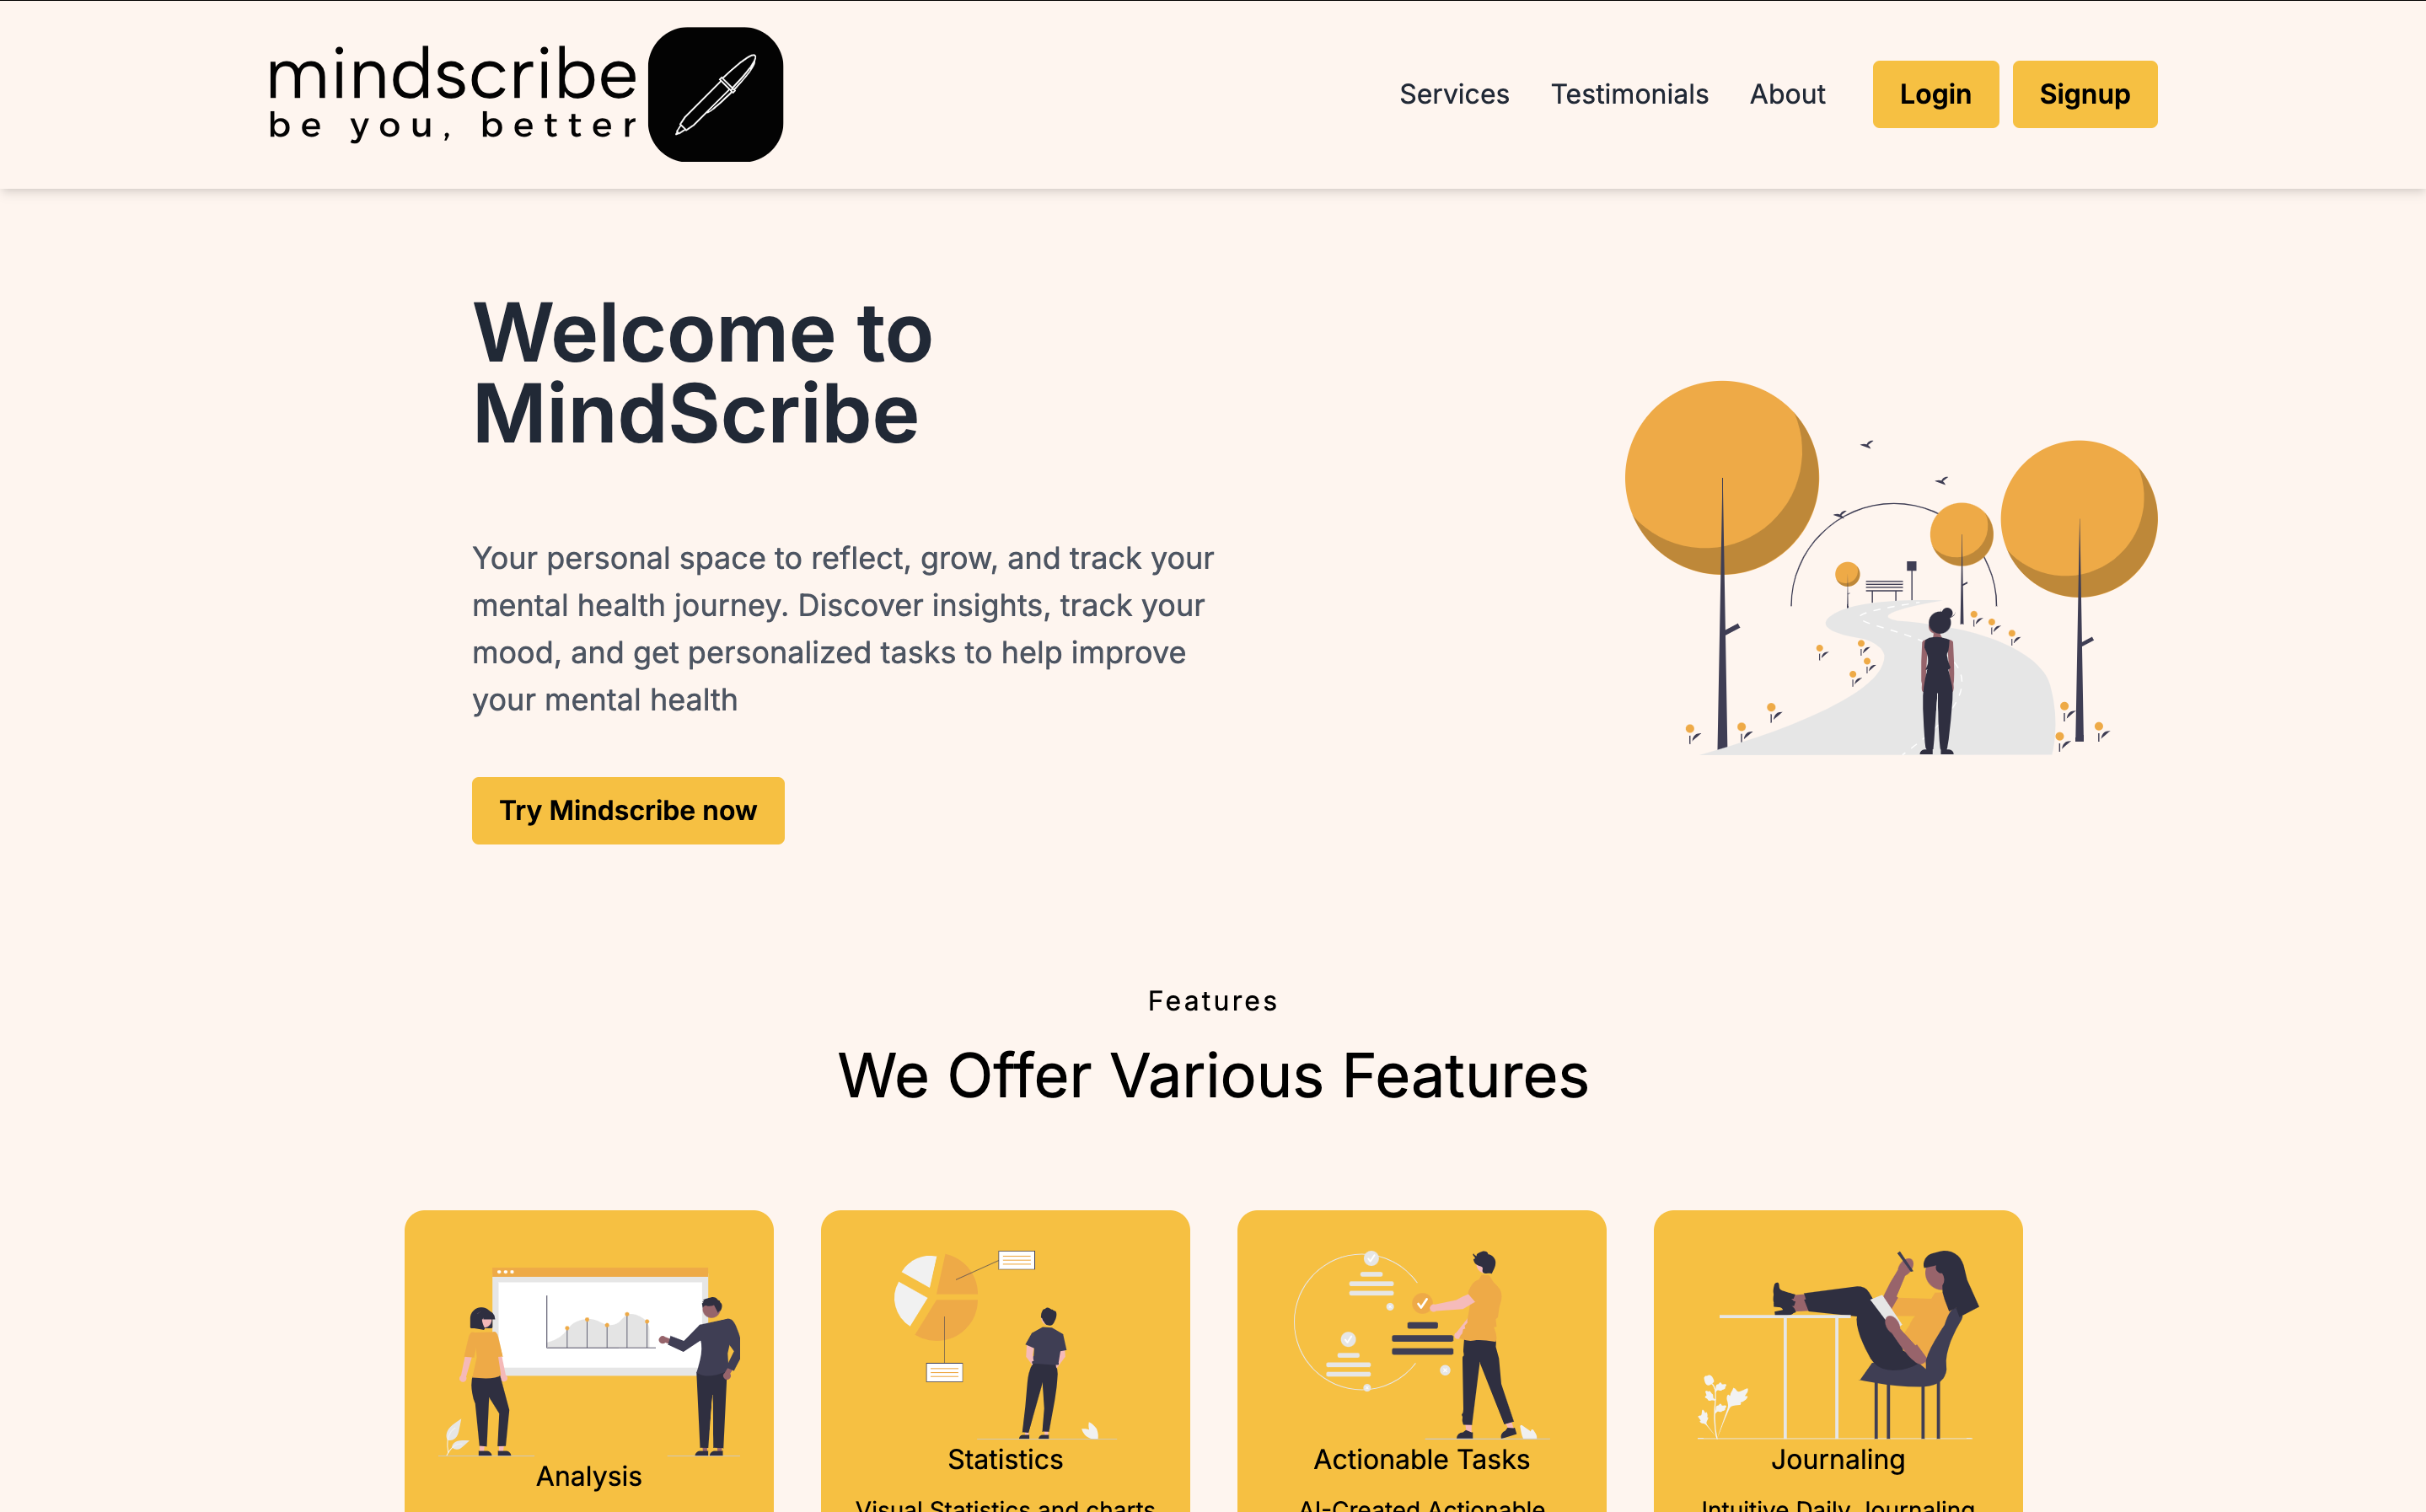 mindscribe
be you, better
Services
Testimonials
About
Login
Signup
Welcome to
MindScribe
Your personal space to reflect, grow, and track your
mental health journey. Discover insights, track your
mood, and get personalized tasks to help improve
your mental health
Try Mindscribe now
Features
We Offer Various Features
Analysis
Statistics
Visual Statistics and charts
Actionable Tasks
AI-Created Actionable
Journaling
Intuitive Daily Journaling